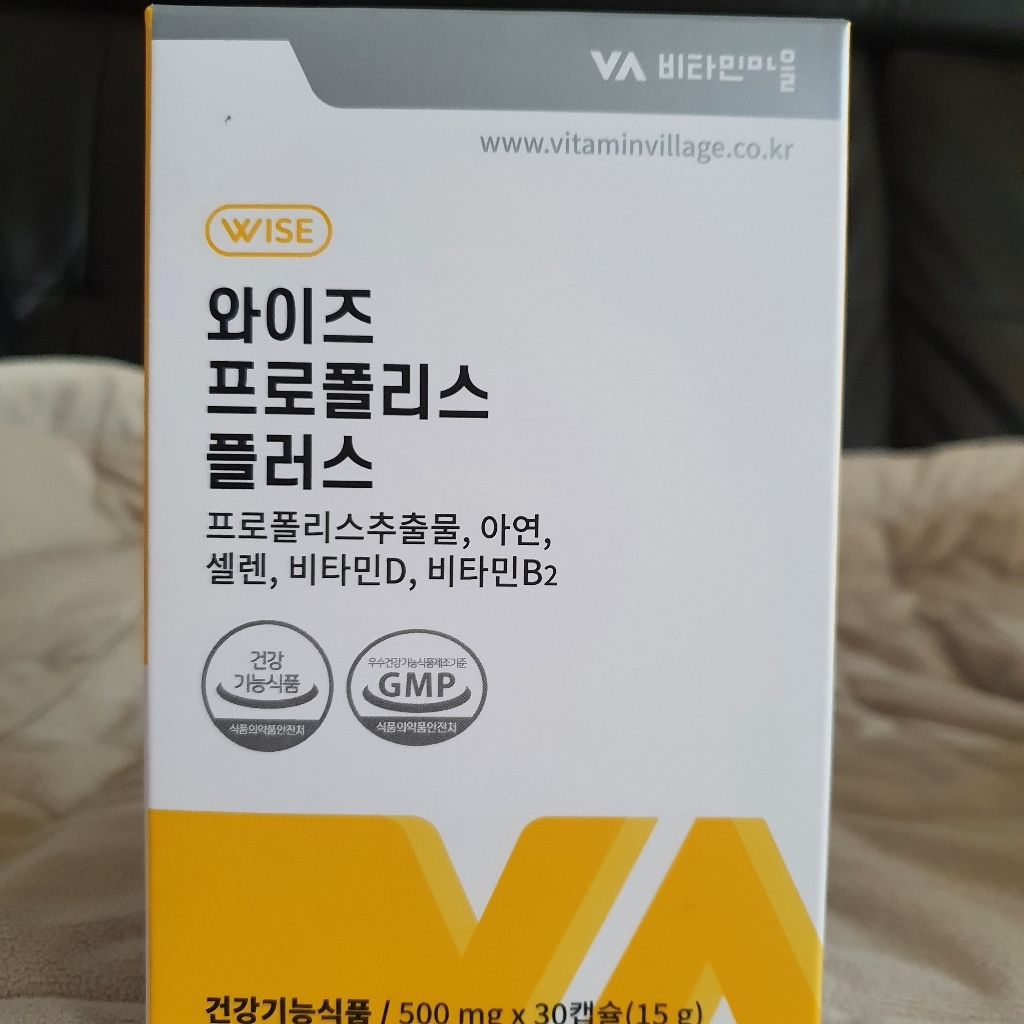 VA 비타민마을
www.vitaminvillage.co.kr
WISE
와이즈
프로폴리스
플러스
프로폴리스추출물, 아연,
셀렌, 비타민D, 비타민B2
건강
기능식품
식품의약품안전처
우수건강기능식품제조기준
GMP
식품의약품안전처
VA
건강기능식품 / 500 mg x 30캡슐(15 g)